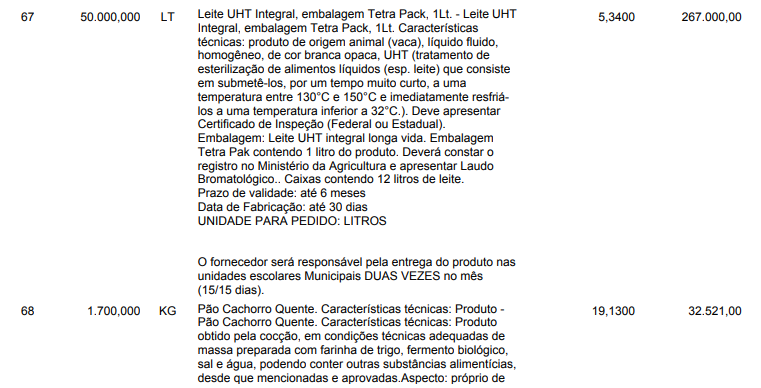 67 50.000,000 LT Leite UHT Integral, embalagem Tetra Pack, 1Lt. - Leite UHT 5,3400 267.000,00
Integral, embalagem Tetra Pack, 1Lt. Características
técnicas: produto de origem animal (vaca), líquido fluido,
homogêneo, de cor branca opaca, UHT (tratamento de
esterilização de alimentos líquidos (esp. leite) que consiste
em submetê-los, por um tempo muito curto, a uma
temperatura entre 130°C e 150°C e imediatamente resfriá-
los a uma temperatura inferior a 32°C.). Deve apresentar
Certificado de Inspeção (Federal ou Estadual).
Embalagem: Leite UHT integral longa vida. Embalagem
Tetra Pak contendo 1 litro do produto. Deverá constar o
registro no Ministério da Agricultura e apresentar Laudo
Bromatológico.. Caixas contendo 12 litros de leite.
Prazo de validade: até 6 meses
Data de Fabricação: até 30 dias
UNIDADE PARA PEDIDO: LITROS
O fornecedor será responsável pela entrega do produto nas
unidades escolares Municipais DUAS VEZES no mês
(15/15 dias).
68 1.700,000 KG Pão Cachorro Quente. Características técnicas: Produto - 19,1300 32.521,00
Pão Cachorro Quente. Características técnicas: Produto
obtido pela cocção, em condições técnicas adequadas de
massa preparada com farinha de trigo, fermento biológico,
sal e água, podendo conter outras substâncias alimentícias,
desde que mencionadas e aprovadas.Aspecto: próprio de